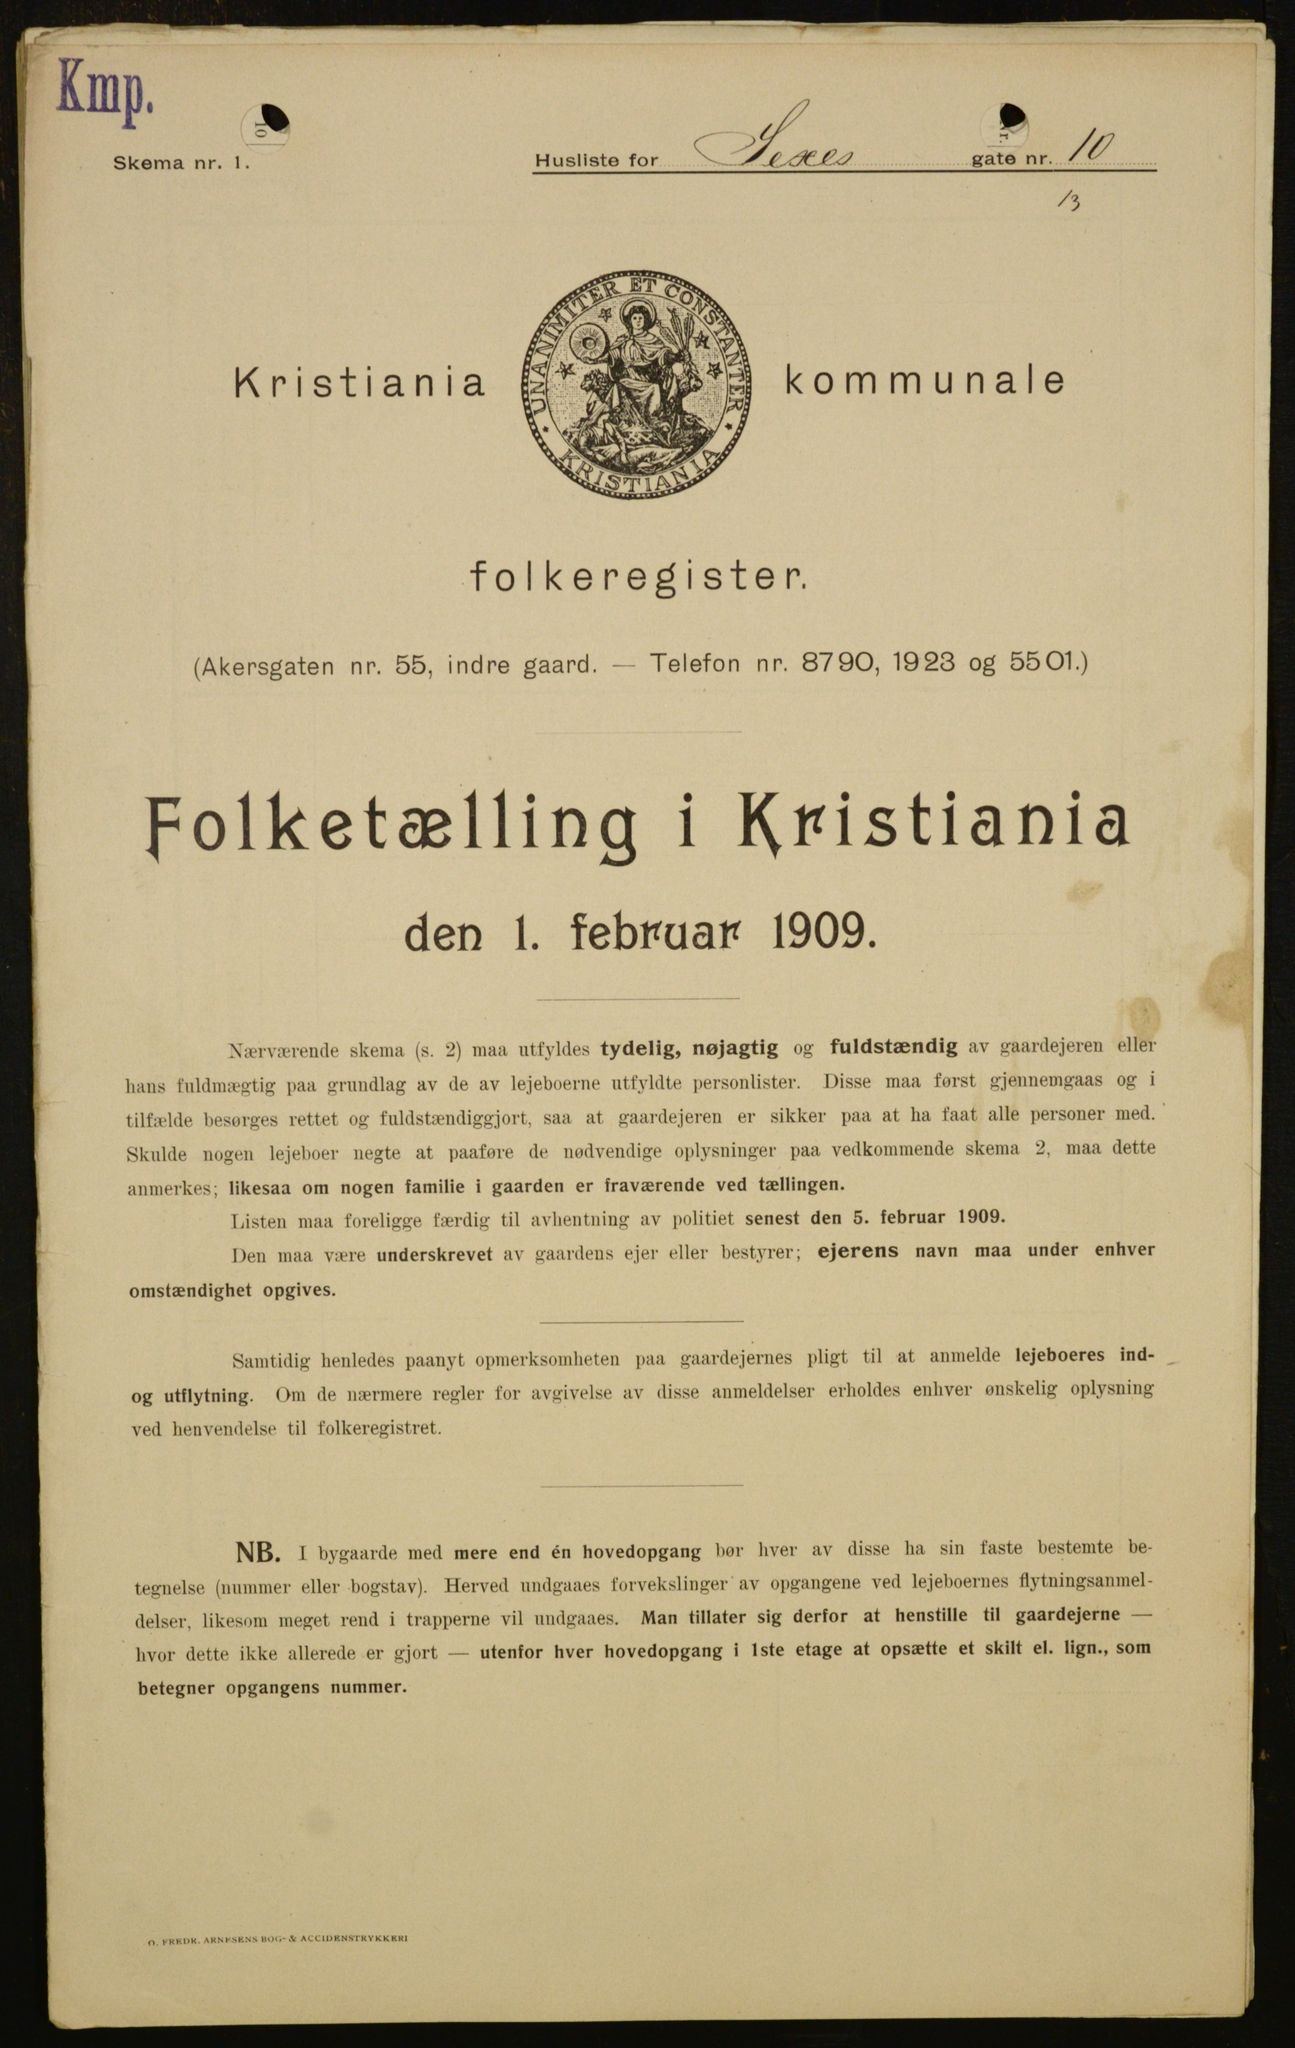 Kmp.
Skema nr. 1.
Husliste for Sexes gate nr. 10
13
UNANIMITER ET CONSTANTER
KRISTIANIA
Kristiania kommunale
folkeregister.
(Akersgaten nr. 55, indre gaard. — Telefon nr. 8790, 1923 og 5501.)
Folketælling i Kristiania
den 1. februar 1909.
Nærværende skema (s. 2) maa utfyldes tydelig, nøjagtig og fuldstændig av gaardejeren eller
hans fuldmægtig paa grundlag av de av lejeboerne utfyldte personlister. Disse maa først gjennemgaas og i
tilfælde besørges rettet og fuldstændiggjort, saa at gaardejeren er sikker paa at ha faat alle personer med.
Skulde nogen lejeboer negte at paaføre de nødvendige oplysninger paa vedkommende skema 2, maa dette
anmerkes; likesaa om nogen familie i gaarden er fraværende ved tællingen.
Listen maa foreligge færdig til avhentning av politiet senest den 5. februar 1909.
Den maa være underskrevet av gaardens ejer eller bestyrer; ejerens navn maa under enhver
omstændighet opgives.
Samtidig henledes paanyt opmerksomheten paa gaardejernes pligt til at anmelde lejeboeres ind-
og utflytning. Om de nærmere regler for avgivelse av disse anmeldelser erholdes enhver ønskelig oplysning
ved henvendelse til folkeregistret.
NB. I bygaarde med mere end én hovedopgang bør hver av disse ha sin faste bestemte be-
tegnelse (nummer eller bogstav). Herved undgaaes forvekslinger av opgangene ved lejeboernes flytningsanmel-
delser, likesom meget rend i trapperne vil undgaaes. Man tillater sig derfor at henstille til gaardejerne —
hvor dette ikke allerede er gjort — utenfor hver hovedopgang i 1ste etage at opsætte et skilt el. lign., som
betegner opgangens nummer.
O. FREDR. ARNESENS BOG- & ACCIDENSTRYKKERI